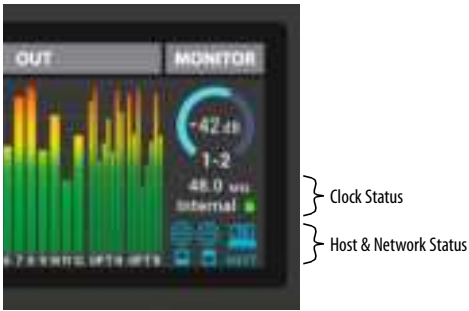 OUT
MONITOR
-42 dB
1-2
48.0
Internal
Clock Status
Host & Network Status